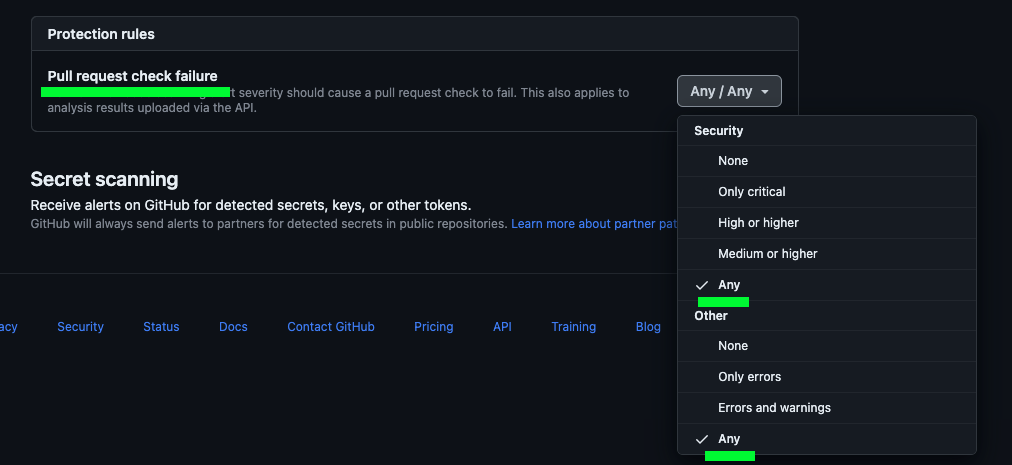 Protection rules
Pull request check failure
severity should cause a pull request check to fail. This also applies to
analysis results uploaded via the API.
Any / Any
Security
None
Only critical
High or higher
Medium or higher
Any
Other
None
Only errors
Errors and warnings
Any
Secret scanning
Receive alerts on GitHub for detected secrets, keys, or other tokens.
GitHub will always send alerts to partners for detected secrets in public repositories. Learn more about partner
Security Status Docs Contact GitHub Pricing API Training Blog